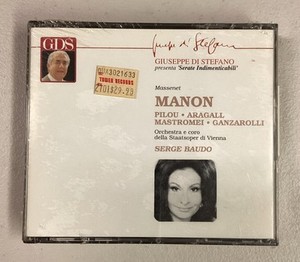 GDS
Giuseppe di Stefano
GIUSEPPE DI STEFANO
presenta 'Serate Indimenticabili'
TOWER RECORDS
Massenet
MANON
PILOU • ARAGALL
MASTROMEI • GANZAROLLI
Orchestra e coro
della Staatsoper di Vienna
SERGE BAUDO